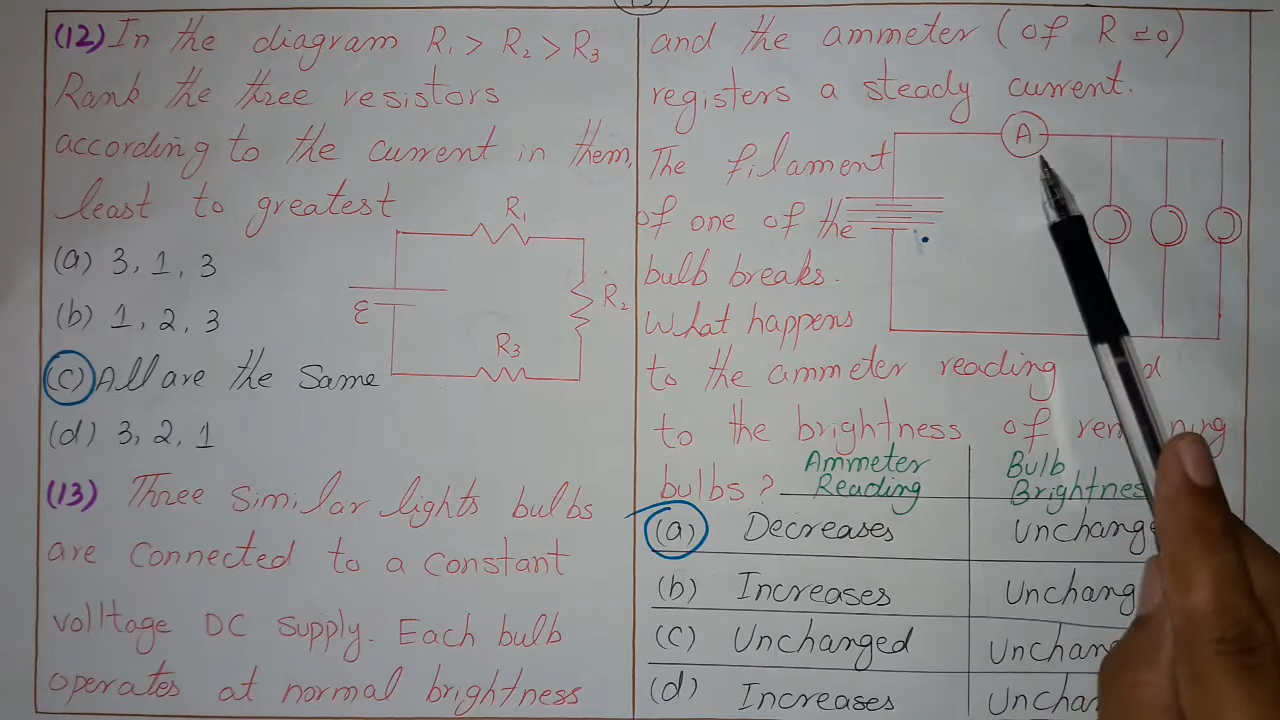 (12) In the diagram R₁ > R₂ > R₃
Rank the three resistors
according to the current in them,
least to greatest
(a) 3, 1, 3
(b) 1, 2, 3
(c) All are the same
(d) 3, 2, 1
R₁
R₂
R₃
ε
(13) Three similar lights bulbs
are connected to a constant
volltage DC supply. Each bulb
operates at normal brightness
and the ammeter (of R ≃0)
registers a steady current.
The filament
of one of the
bulb breaks.
What happens
to the ammeter reading
to the brightness of
bulbs?
A
Ammeter Reading
Bulb
(a) Decreases
(b) Increases
(c) Unchanged
(d) Increases